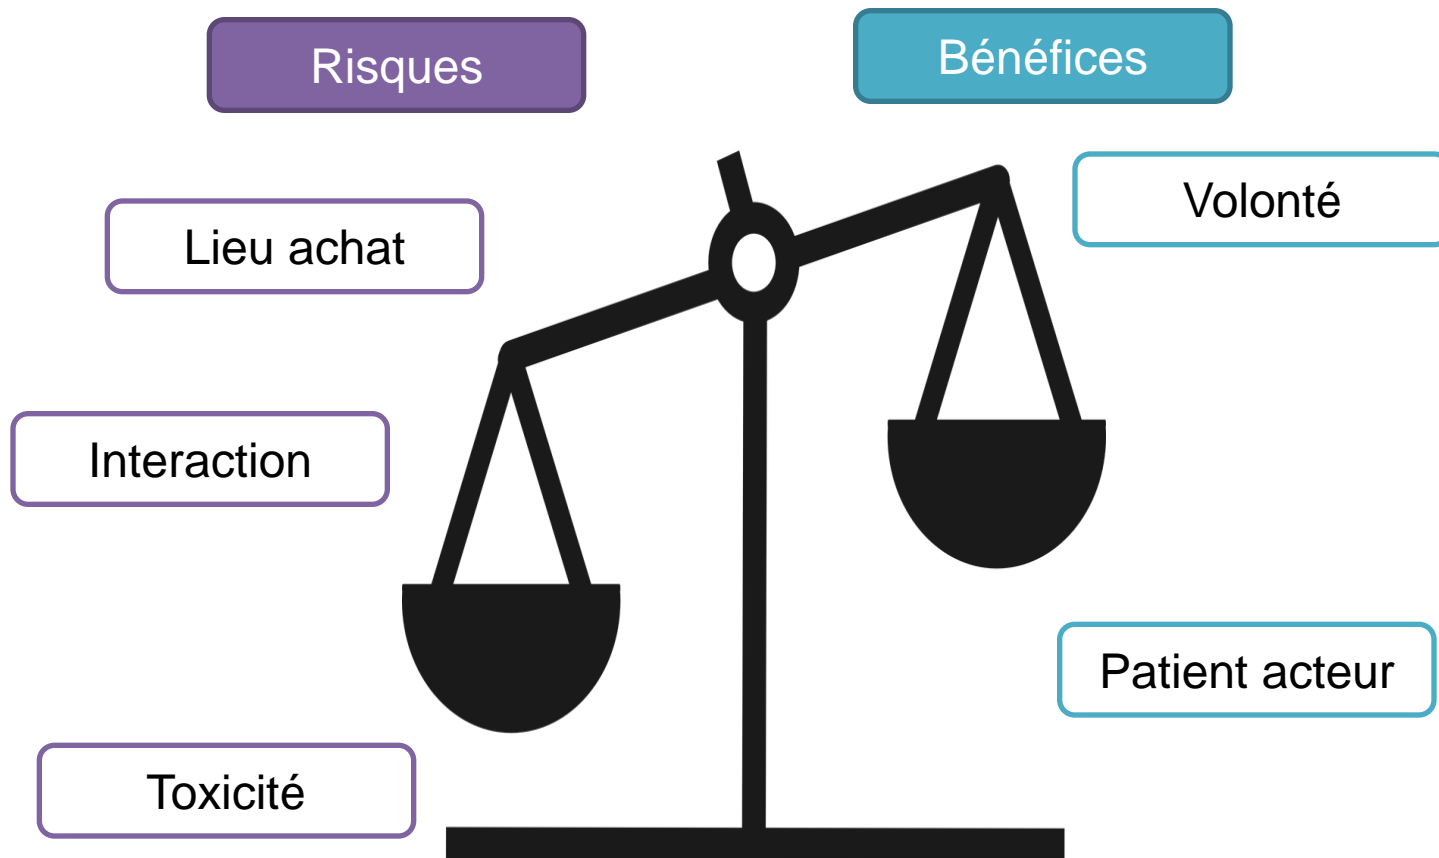 Risques
Bénéfices
Volonté
Lieu achat
Interaction
Patient acteur
Toxicité